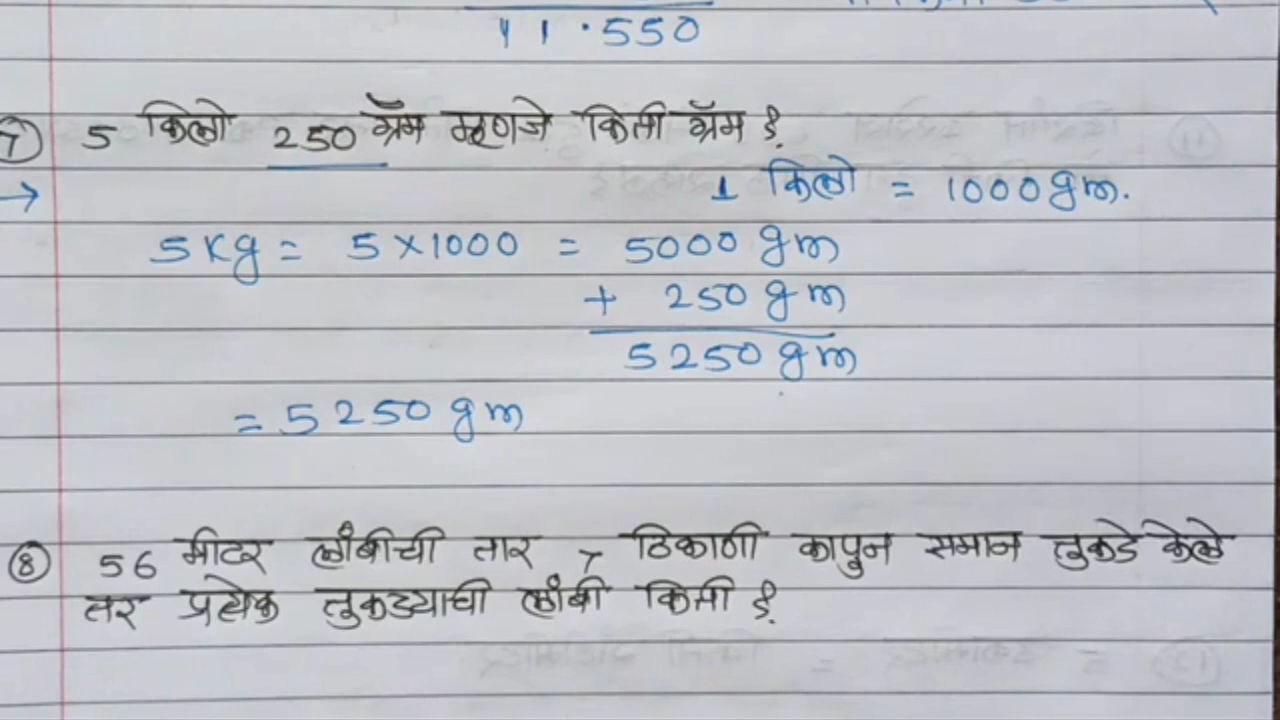 11.550
7) 5 किलो 250 ग्रॅम म्हणजे किती ग्रॅम ?
→ 1 किलो = 1000 gm.
5 Kg = 5 × 1000 = 5000 gm
+ 250 gm
5250 gm
= 5250 gm
8) 56 मीटर लांबीची तार 7 ठिकाणी कापुन समान तुकडे केले
तर प्रत्येक तुकड्याची लांबी किती ?